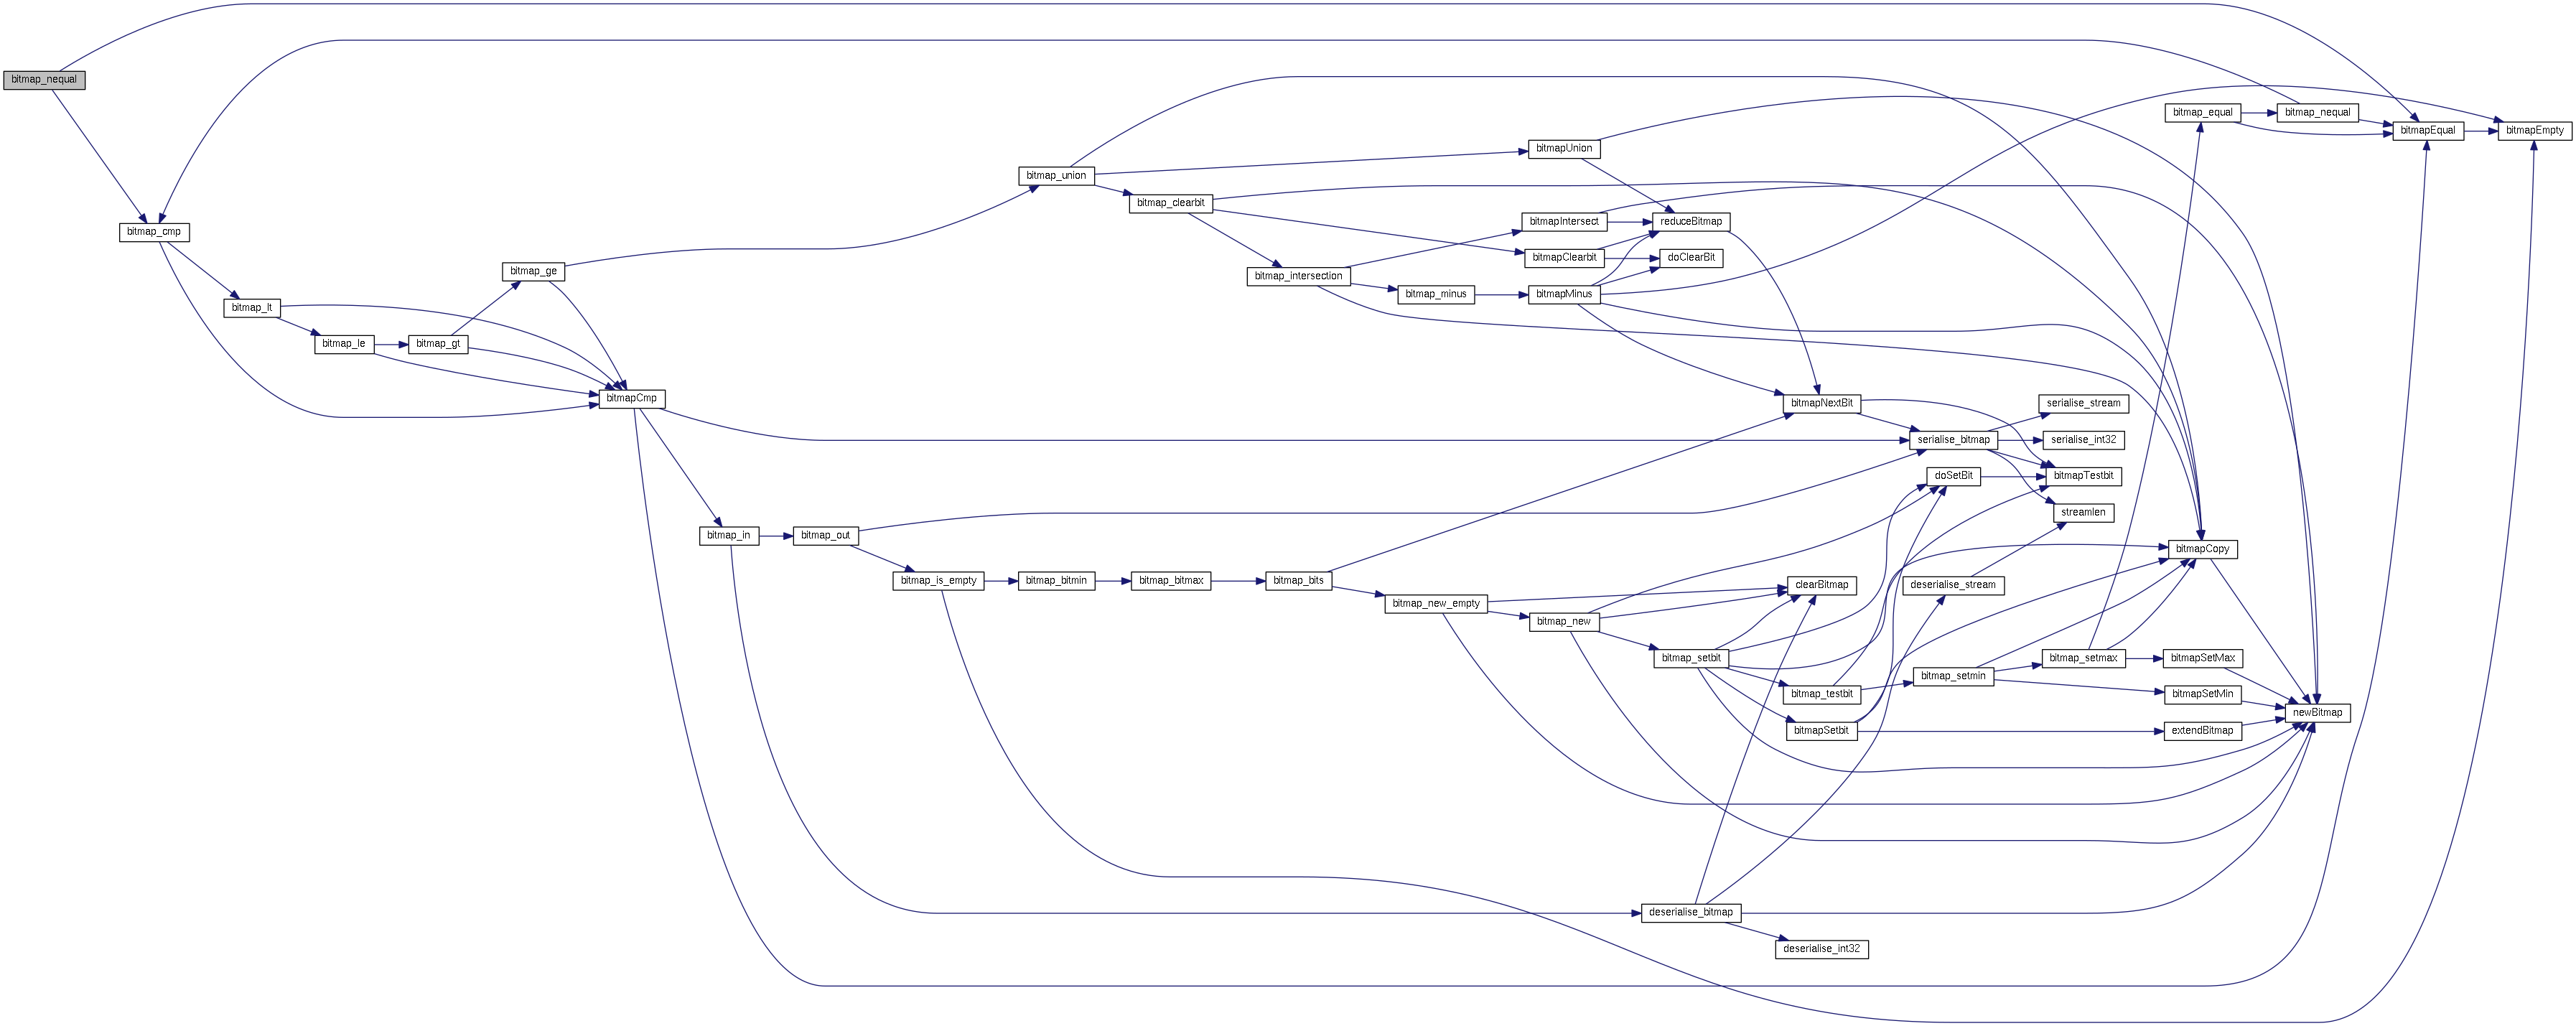 bitmap_nequal
bitmap_cmp
bitmap_lt
bitmap_le
bitmap_gt
bitmap_ge
bitmapCmp
bitmap_in
bitmap_out
bitmap_is_empty
bitmap_union
bitmap_bitmin
bitmap_clearbit
bitmap_bitmax
bitmap_intersection
bitmap_bits
bitmap_minus
bitmap_new_empty
bitmapUnion
bitmapIntersect
bitmapClearbit
bitmapMinus
bitmap_new
reduceBitmap
doClearBit
bitmap_setbit
deserialise_bitmap
bitmapNextBit
clearBitmap
bitmap_testbit
bitmapSetbit
deserialise_int32
serialise_bitmap
doSetBit
deserialise_stream
bitmap_setmin
serialise_stream
serialise_int32
bitmapTestbit
streamlen
bitmap_setmax
bitmap_equal
bitmapCopy
bitmapSetMax
bitmapSetMin
extendBitmap
bitmap_nequal
newBitmap
bitmapEqual
bitmapEmpty